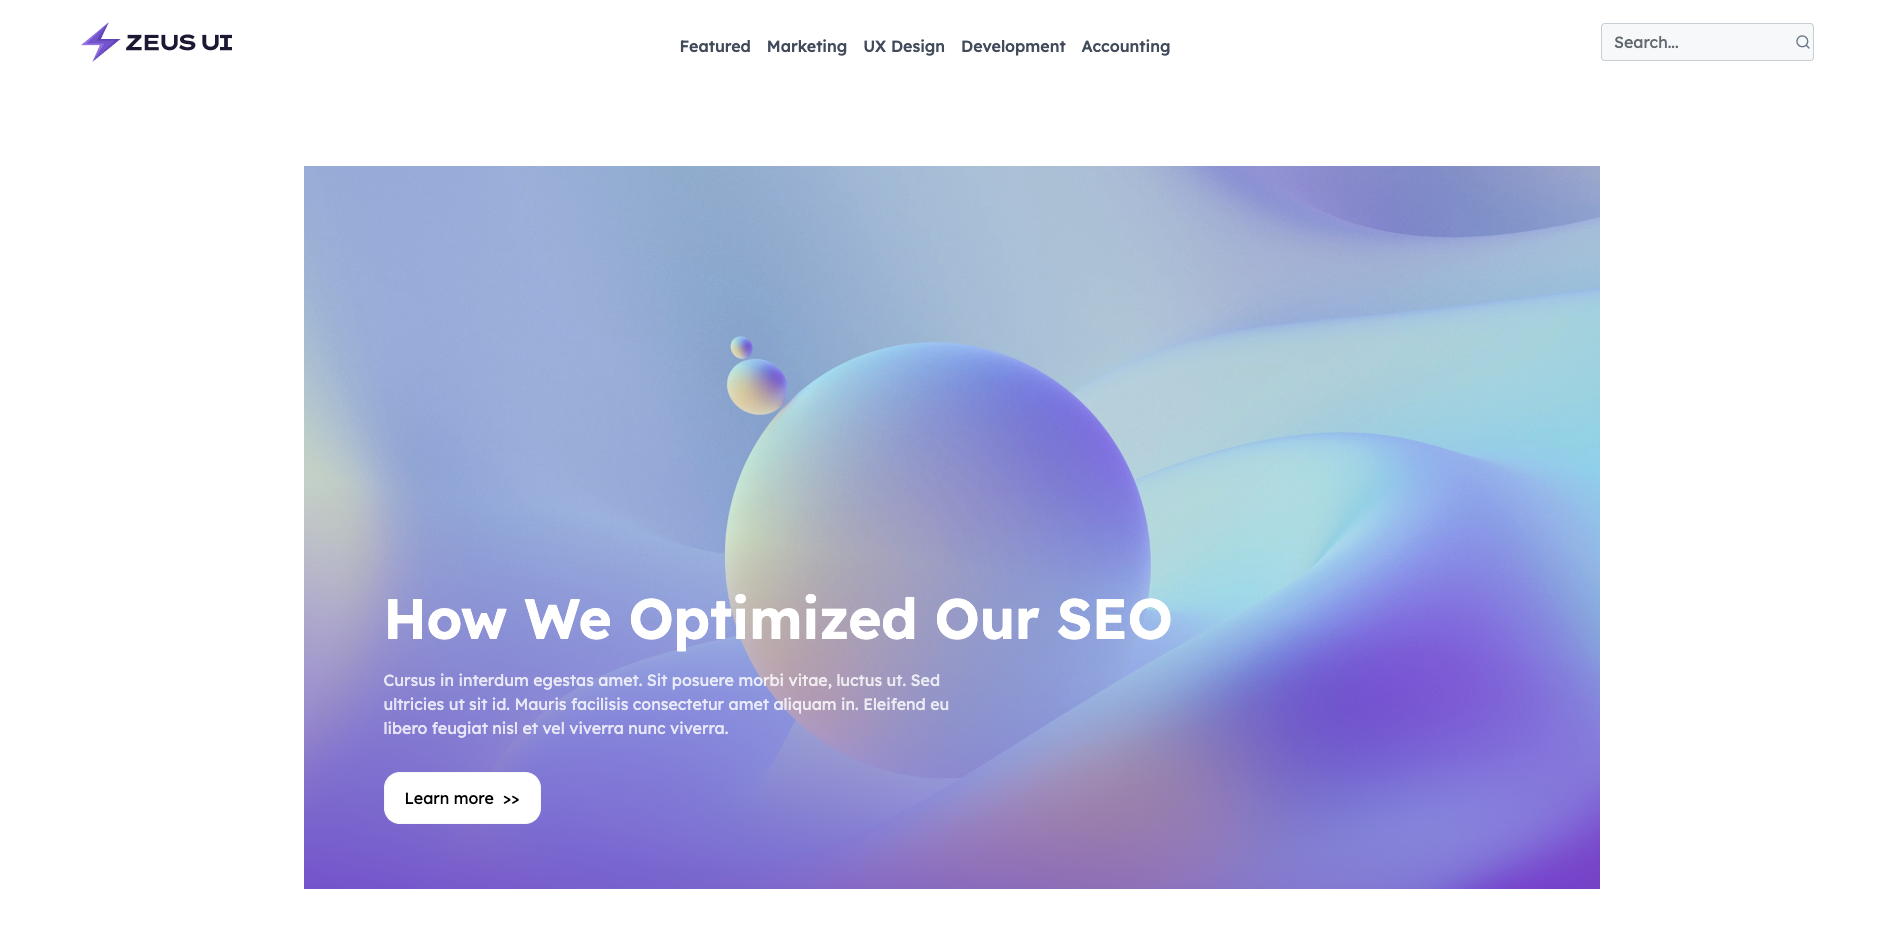 ZEUS UI
Featured Marketing UX Design Development Accounting
Search...
How We Optimized Our SEO
Cursus in interdum egestas amet. Sit posuere morbi vitae, luctus ut. Sed
ultricies ut sit id. Mauris facilisis consectetur amet aliquam in. Eleifend eu
libero feugiat nisl et vel viverra nunc viverra.
Learn more >>